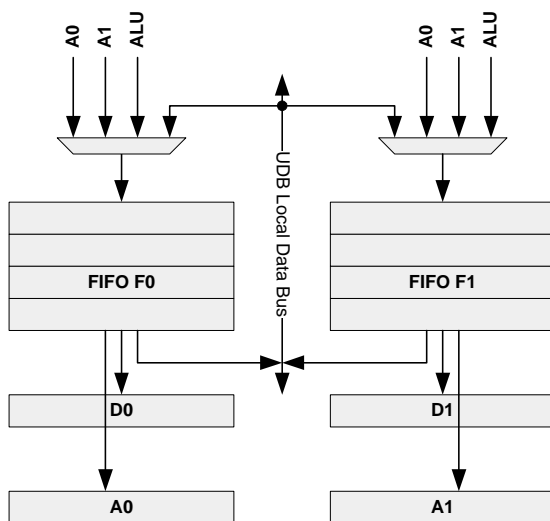 A0
A1
ALU
A0
A1
ALU
UDB Local Data Bus
FIFO F0
FIFO F1
D0
D1
A0
A1